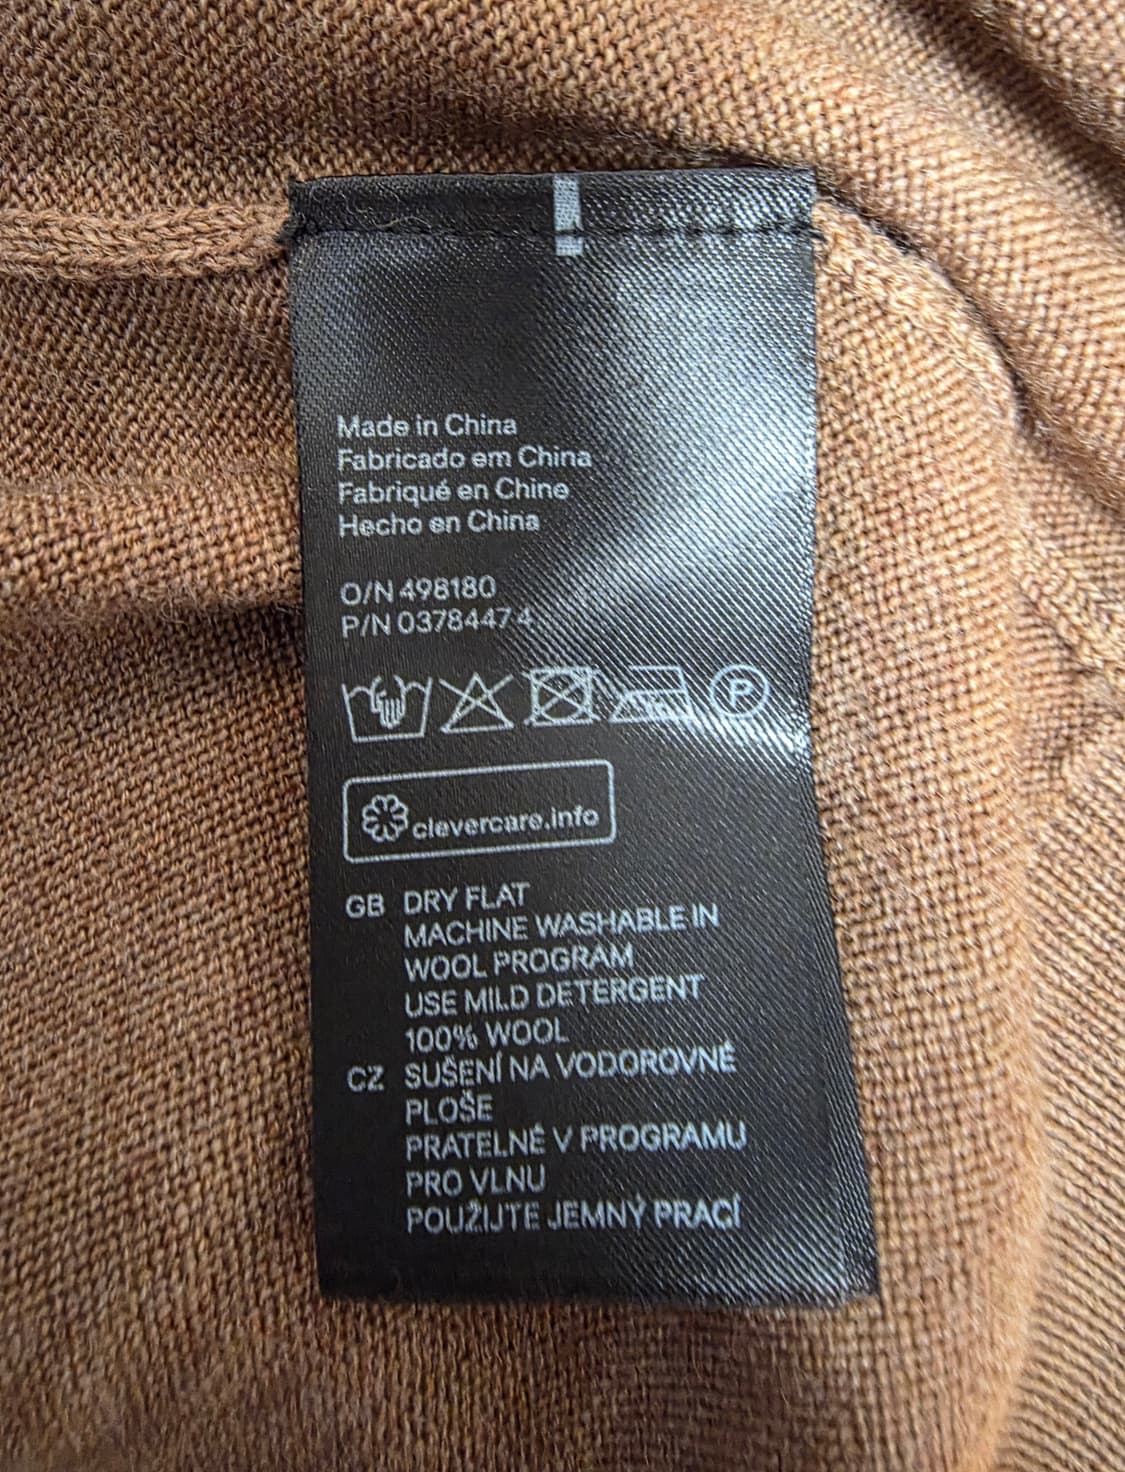 Made in China
Fabricado em China
Fabriqué en Chine
Hecho en China
O/N 498180
P/N 03784474
P
clevercare.info
GB DRY FLAT
MACHINE WASHABLE IN
WOOL PROGRAM
USE MILD DETERGENT
100% WOOL
CZ SUŠENÍ NA VODOROVNÉ
PLOŠE
PRATELNÉ V PROGRAMU
PRO VLNU
POUŽIJTE JEMNÝ PRACÍ